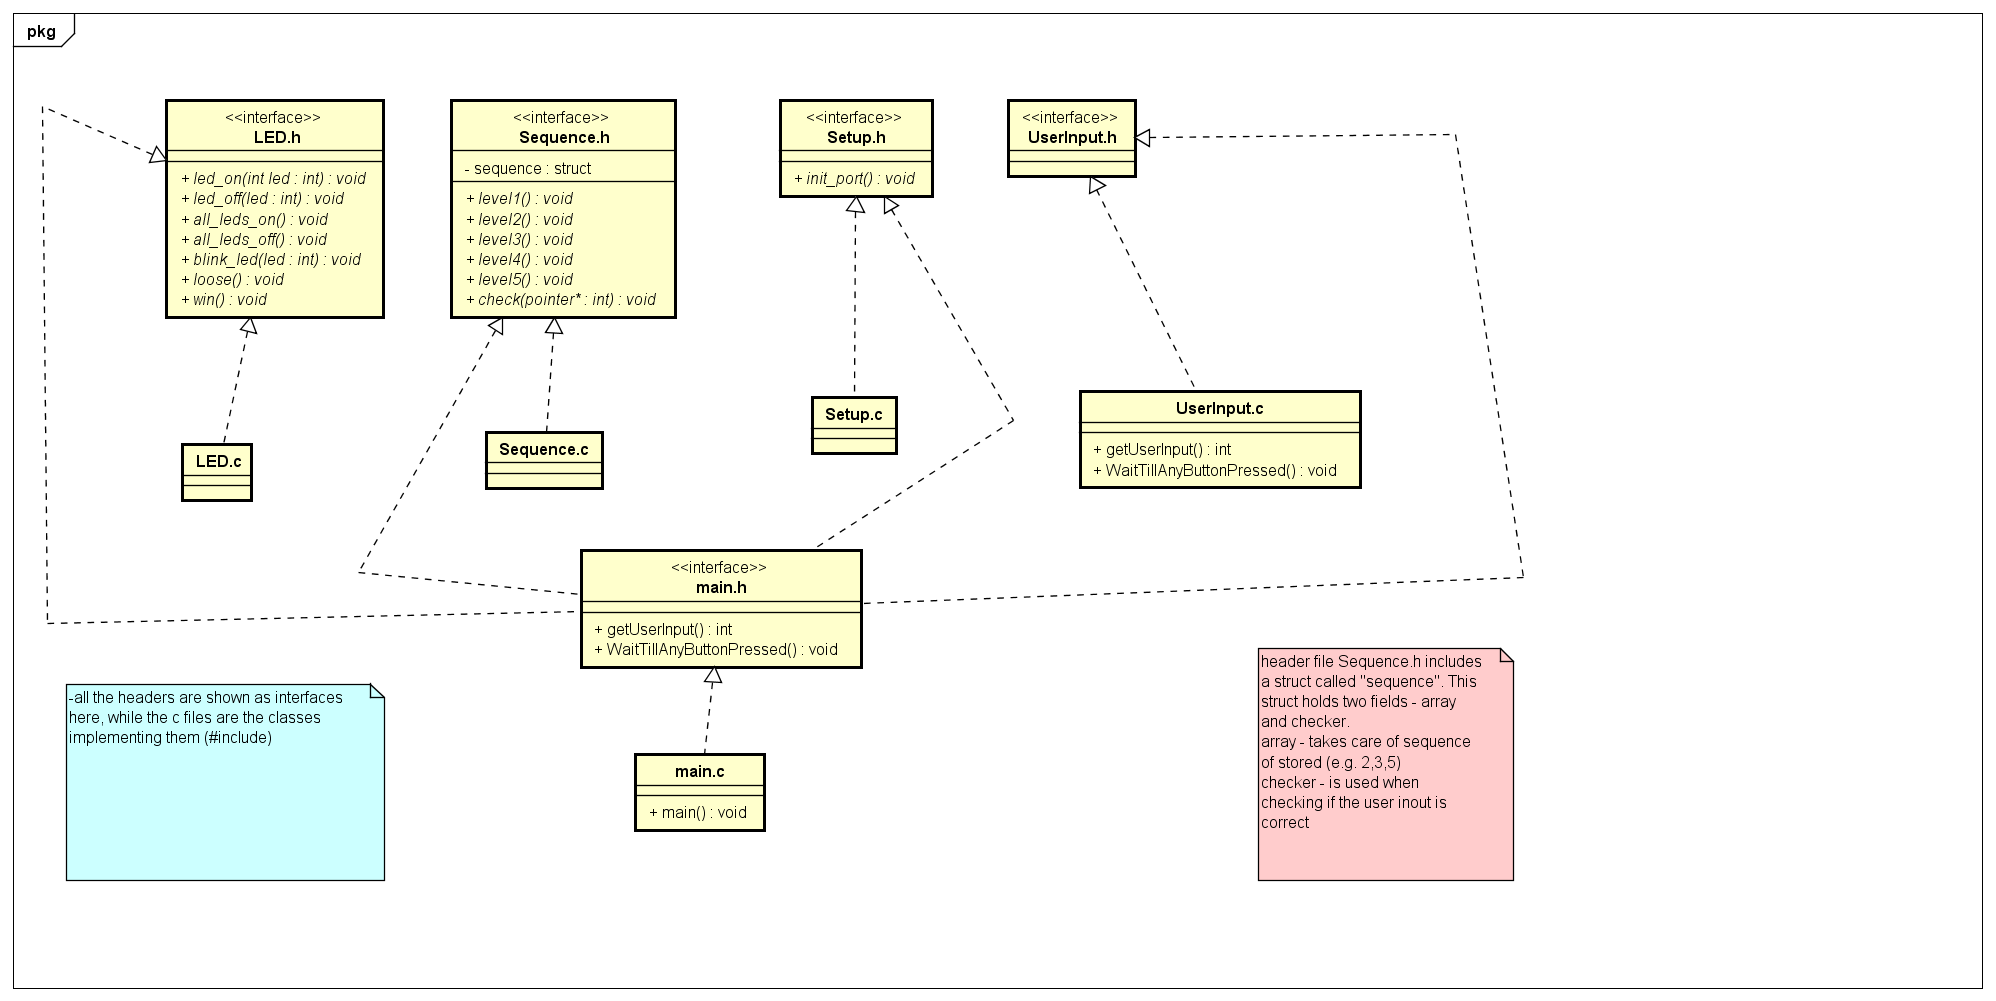 pkg
<<interface>>
LED.h
+ led_on(int led : int) : void
+ led_off(led : int) : void
+ all_leds_on() : void
+ all_leds_off() : void
+ blink_led(led : int) : void
+ loose() : void
+ win() : void
<<interface>>
Sequence.h
- sequence : struct
+ level1() : void
+ level2() : void
+ level3() : void
+ level4() : void
+ level5() : void
+ check(pointer* : int) : void
<<interface>>
Setup.h
+ init_port() : void
<<interface>>
UserInput.h
LED.c
Sequence.c
Setup.c
UserInput.c
+ getUserInput() : int
+ WaitTillAnyButtonPressed() : void
<<interface>>
main.h
+ getUserInput() : int
+ WaitTillAnyButtonPressed() : void
-all the headers are shown as interfaces
here, while the c files are the classes
implementing them (#include)
main.c
+ main() : void
header file Sequence.h includes
a struct called "sequence". This
struct holds two fields - array
and checker.
array - takes care of sequence
of stored (e.g. 2,3,5)
checker - is used when
checking if the user inout is
correct